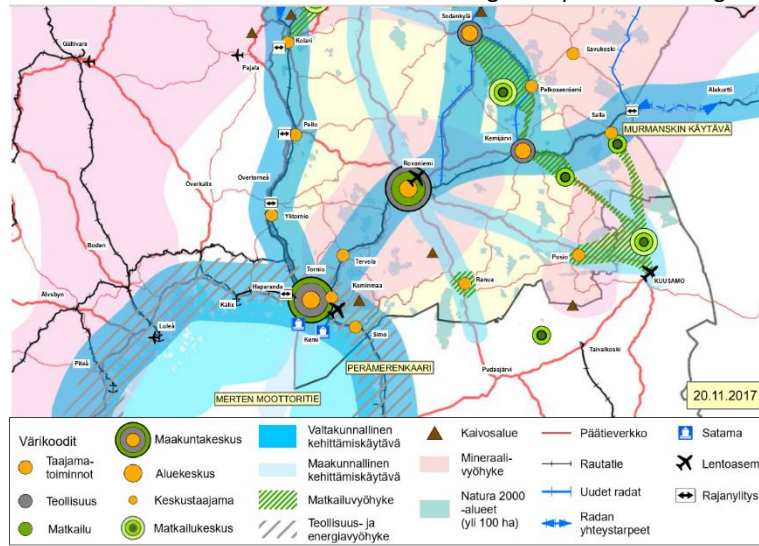 Sodankylä
Gällivare
Kolari
Pajala
Savukoski
Pelkosenniemi
Alakurtti
Salla
MURMANSKIN KÄYTÄVÄ
Pello
Kemijärvi
Rovaniemi
Övertorneå
Överkalix
Ylitornio
Boden
Tervola
Posio
Älvsbyn
Tornio
Ranua
KUUSAMO
Haparanda
Keminmaa
Kalix
Luleå
Kemi
Simo
Taivalkoski
Piteå
PERÄMERENKAARI
Pudasjärvi
MERTEN MOOTTORITIE
20.11.2017
Värikoodit
Taajama-
toiminnot
Teollisuus
Matkailu
Maakuntakeskus
Aluekeskus
Keskustaajama
Matkailukeskus
Valtakunnallinen
kehittämiskäytävä
Maakunnallinen
kehittämiskäytävä
Matkailuvyöhyke
Teollisuus- ja
energiavyöhyke
Kaivosalue
Mineraali-
vyöhyke
Natura 2000
-alueet
(yli 100 ha)
Päätieverkko
Rautatie
Uudet radat
Radan
yhteystarpeet
Satama
Lentoasem
Rajanylitys